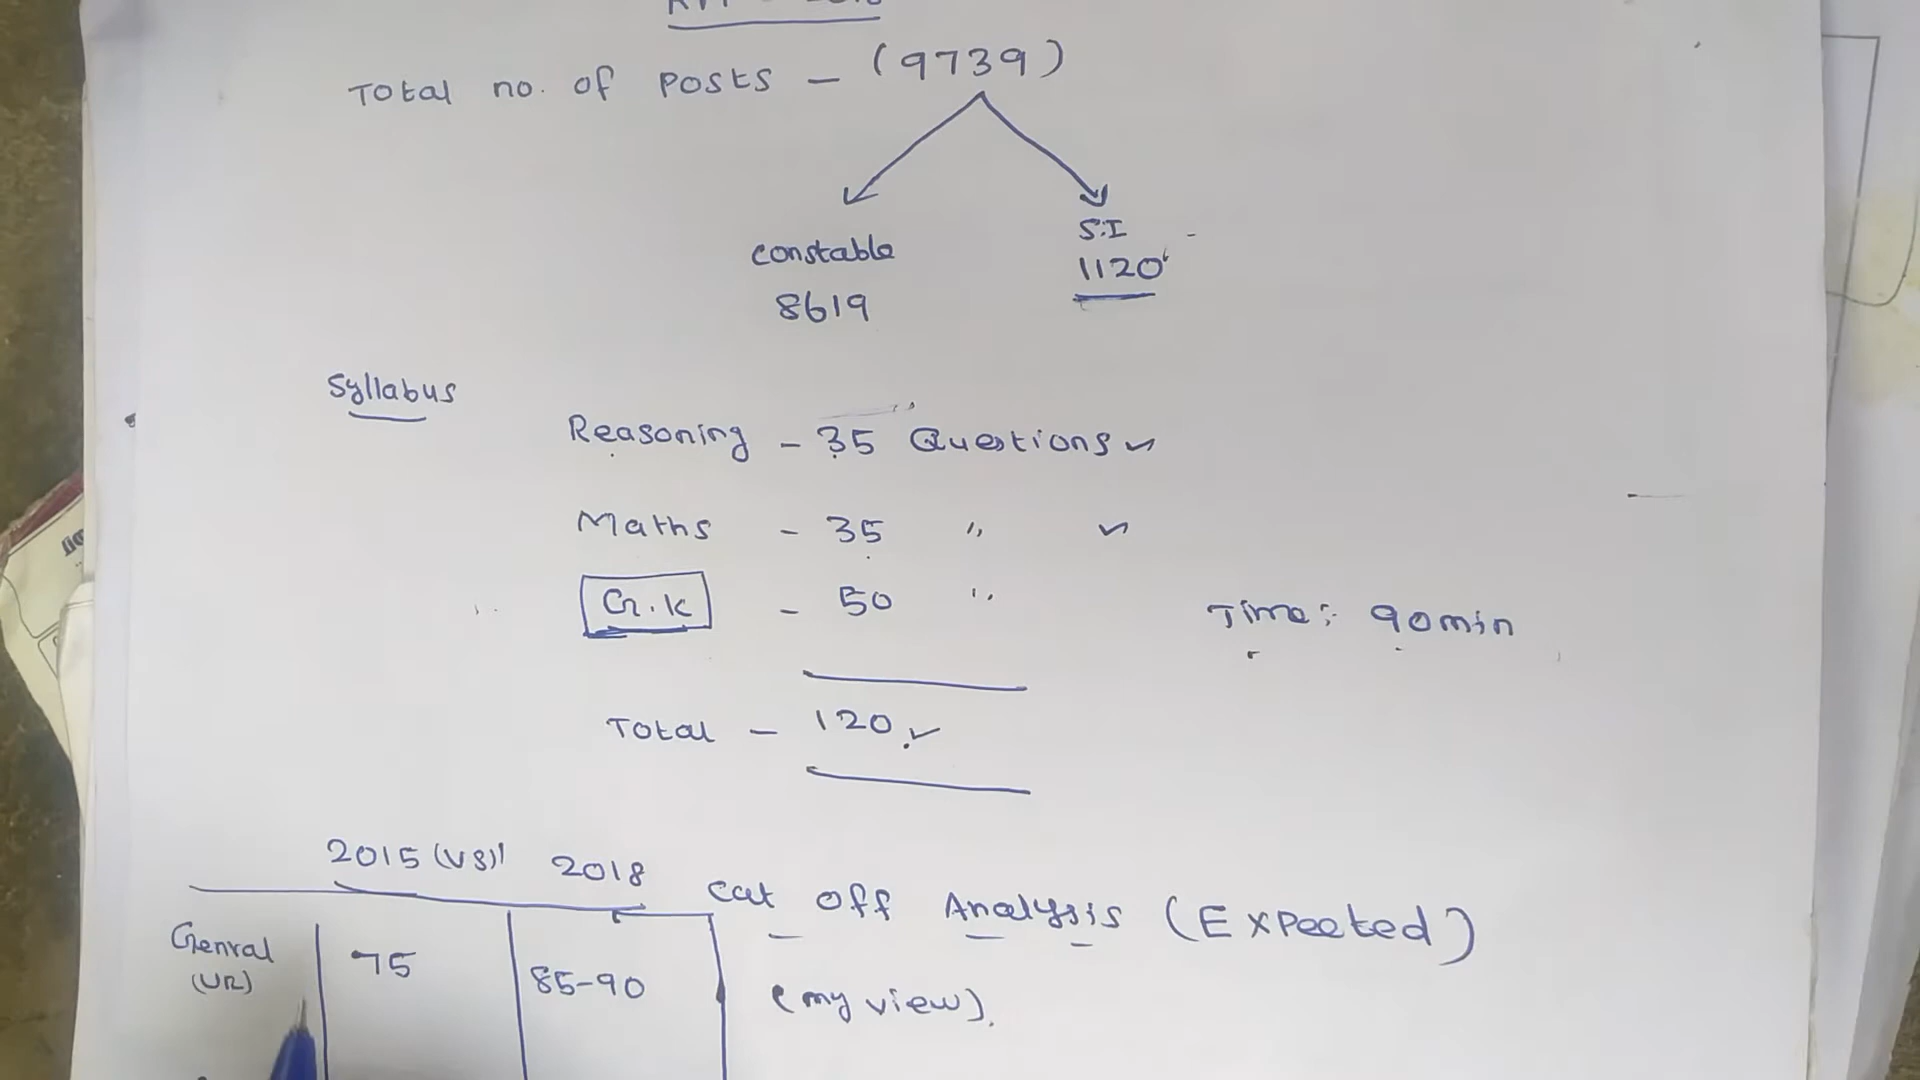 Total no. of posts - (9739)
constable
8619
S.I
1120
Syllabus
Reasoning - 35 Questions
Maths - 35 "
G.K - 50 "
Time: 90min
Total - 120
2015 (VS) 2018
Cut Off Analysis (Expected)
Genral
(UR)
75
85-90
(my view).